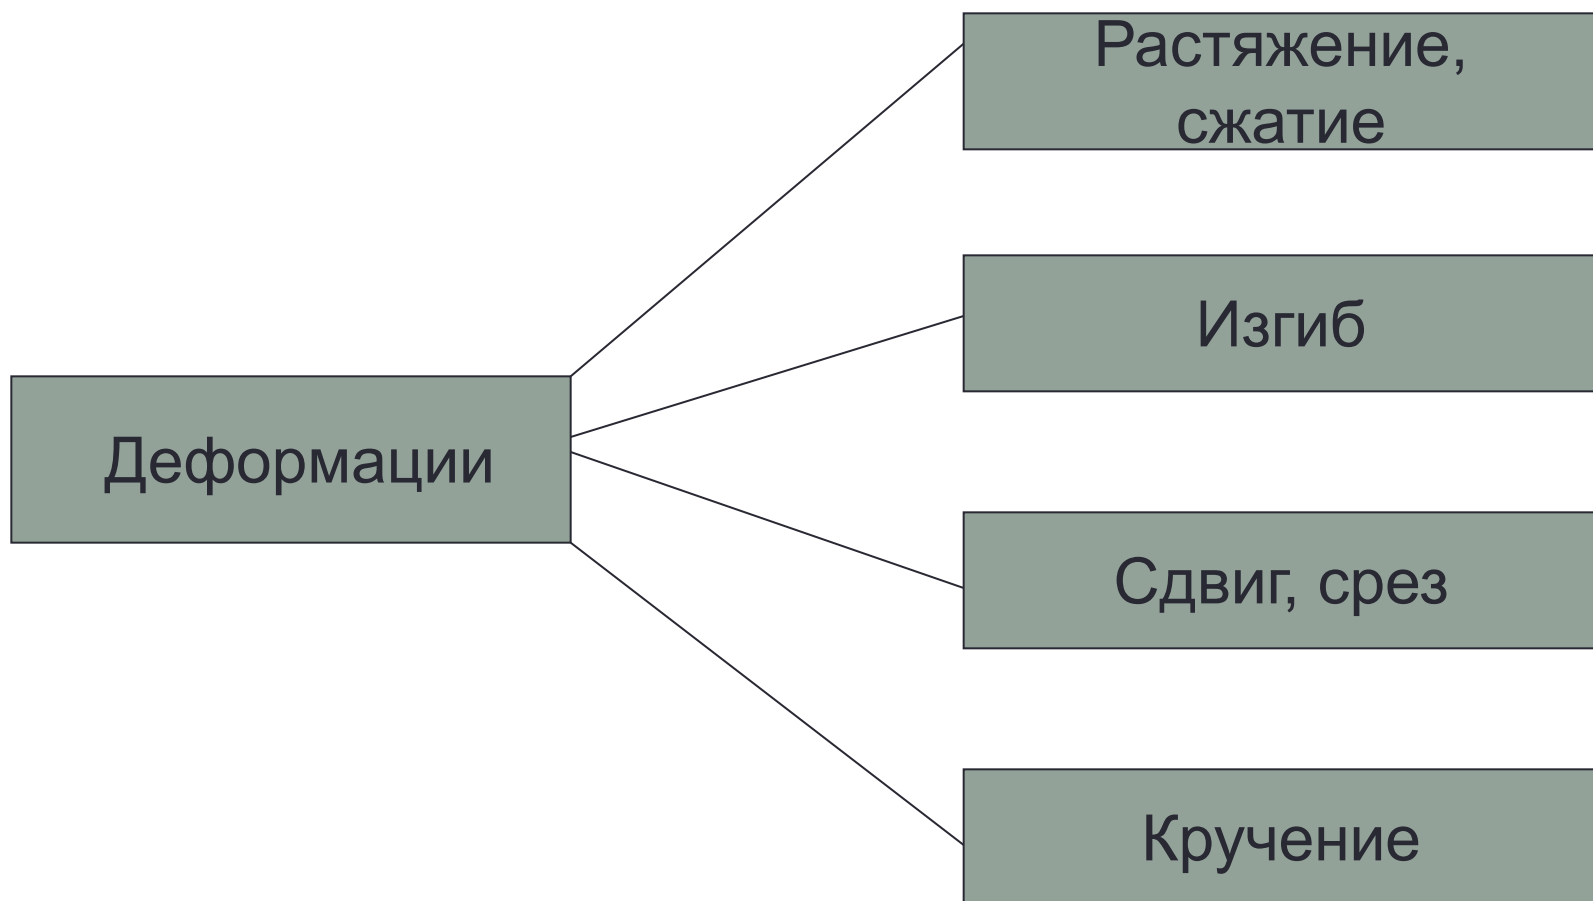 Растяжение,
сжатие
Изгиб
Деформации
Сдвиг, срез
Кручение